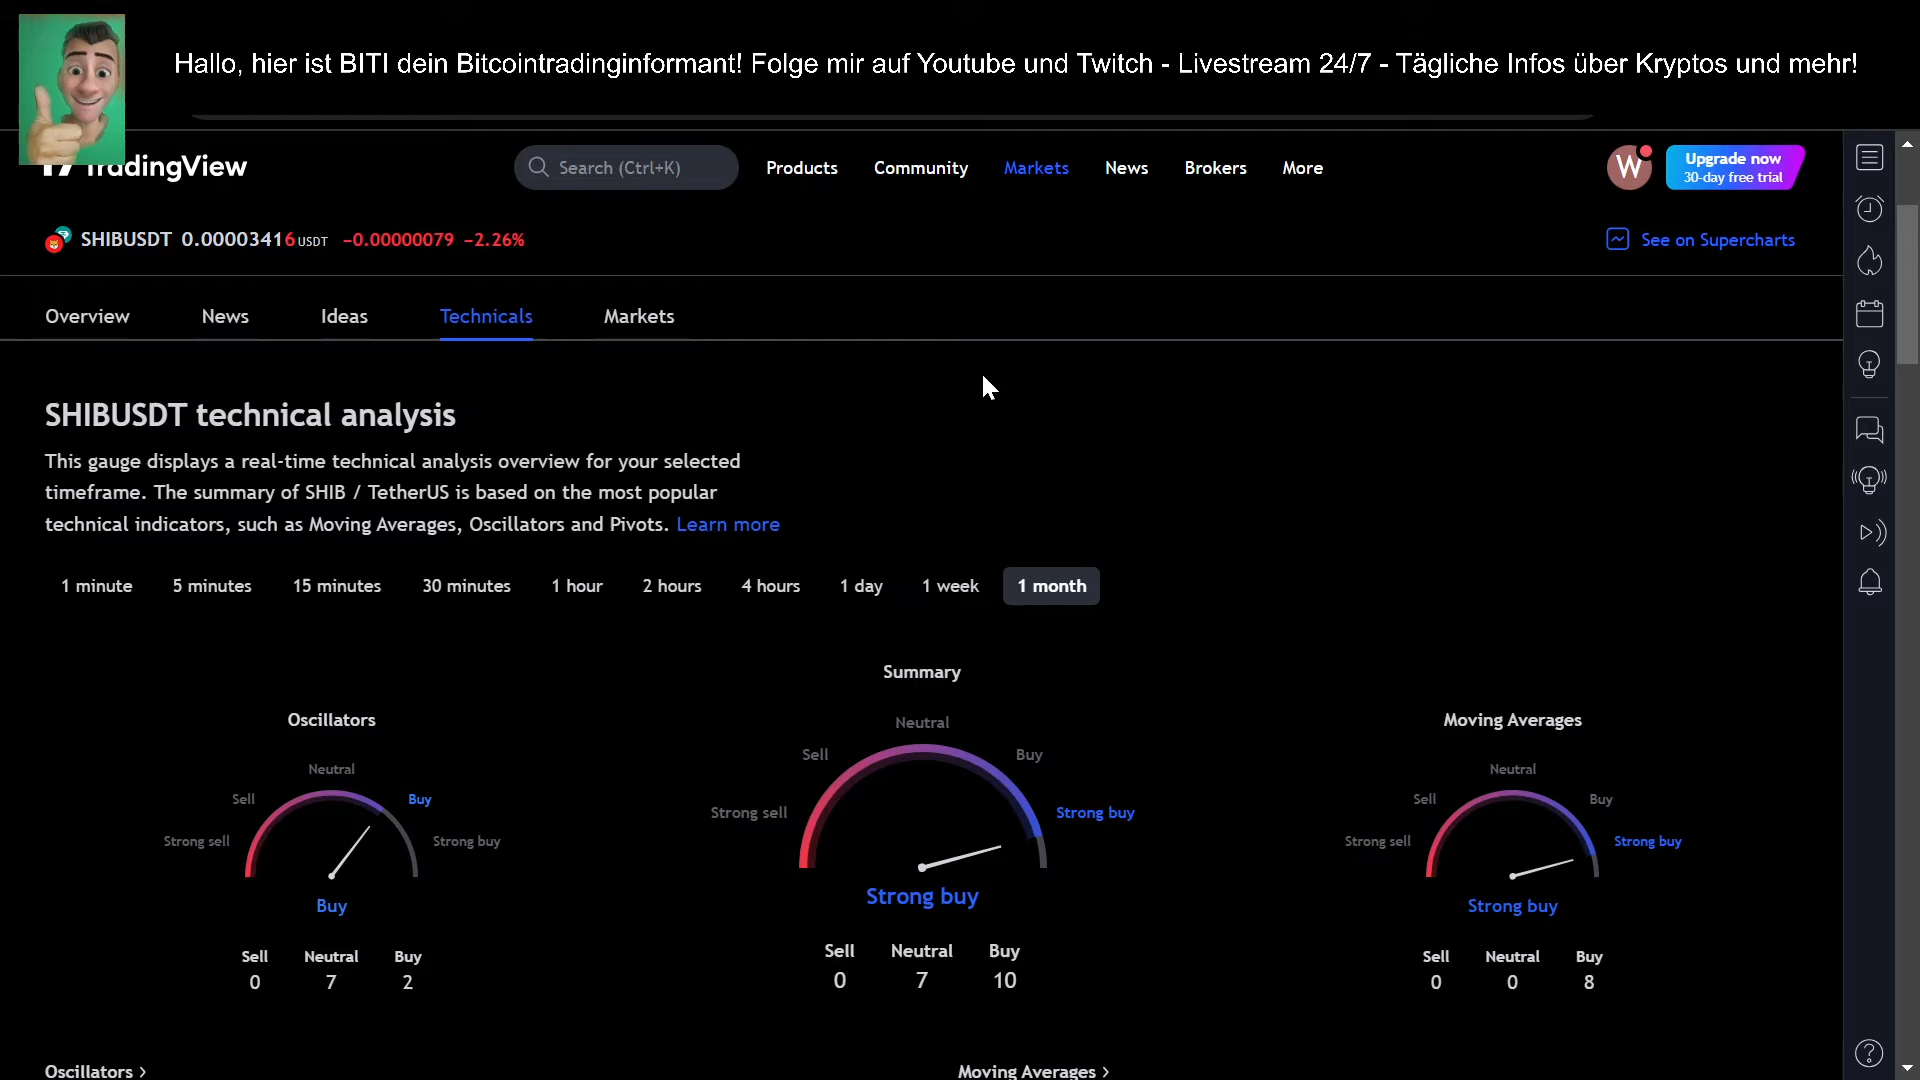 Hallo, hier ist BITI dein Bitcointradinginformant! Folge mir auf Youtube und Twitch - Livestream 24/7 - Tägliche Infos über Kryptos und mehr!
TradingView
Search (Ctrl+K)
Products
Community
Markets
News
Brokers
More
W
Upgrade now
30-day free trial
SHIBUSDT 0.00003416 USDT −0.00000079 −2.26%
See on Supercharts
Overview
News
Ideas
Technicals
Markets
SHIBUSDT technical analysis
This gauge displays a real-time technical analysis overview for your selected
timeframe. The summary of SHIB / TetherUS is based on the most popular
technical indicators, such as Moving Averages, Oscillators and Pivots. Learn more
1 minute
5 minutes
15 minutes
30 minutes
1 hour
2 hours
4 hours
1 day
1 week
1 month
Oscillators
Neutral
Sell
Buy
Strong sell
Strong buy
Buy
Sell Neutral Buy
0 7 2
Summary
Neutral
Sell
Buy
Strong sell
Strong buy
Strong buy
Sell Neutral Buy
0 7 10
Moving Averages
Neutral
Sell
Buy
Strong sell
Strong buy
Strong buy
Sell Neutral Buy
0 0 8
Oscillators >
Moving Averages >